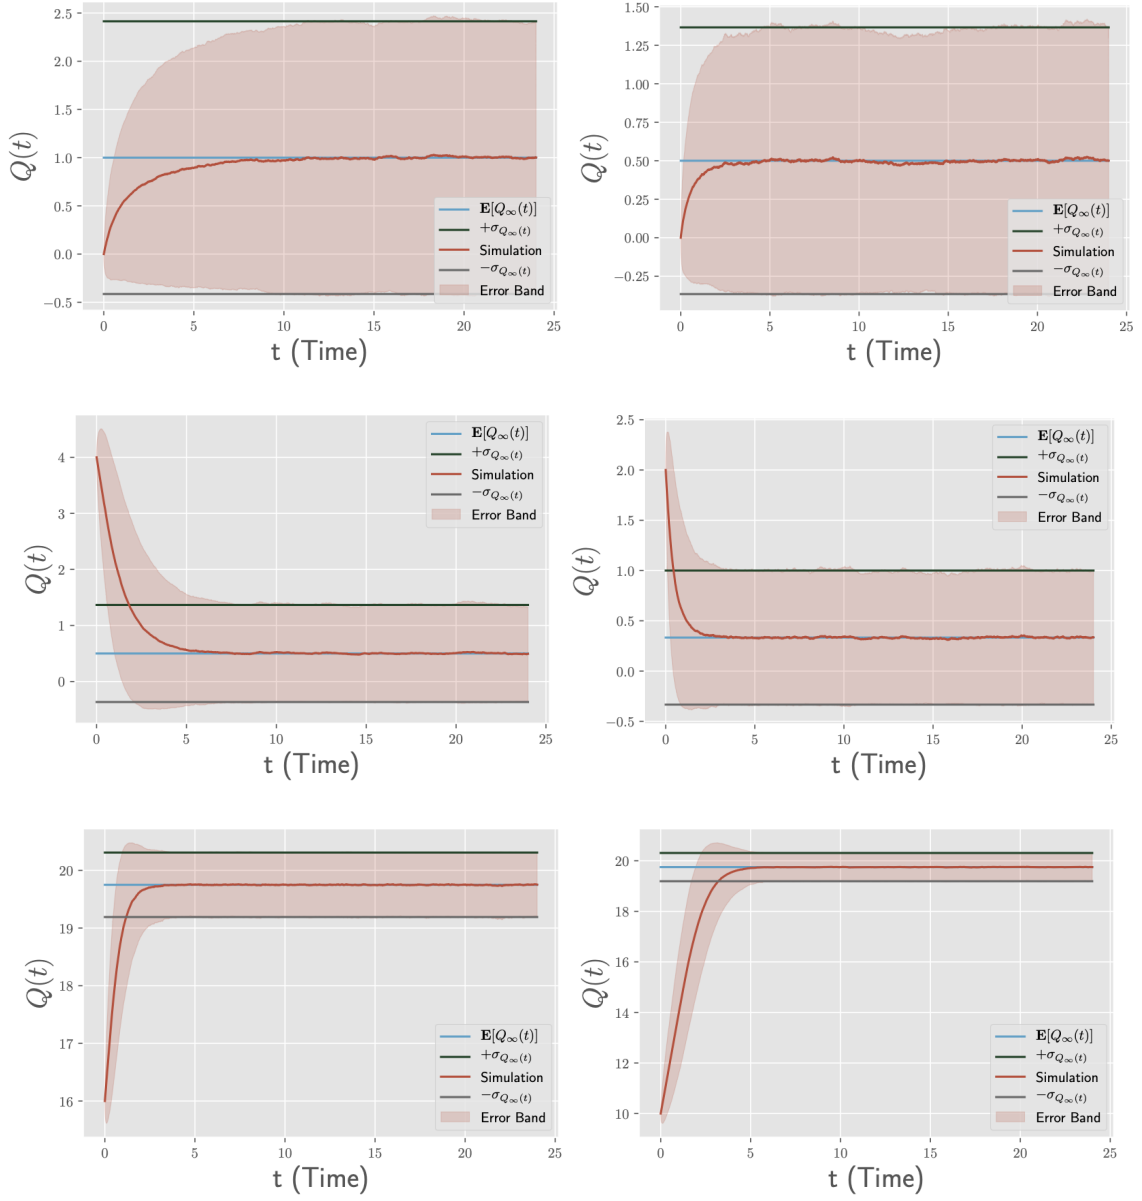 2.5
2.0
1.5
1.0
0.5
0.0
−0.5
Q(t)
0
5
10
15
20
25
t (Time)
E[Q∞(t)]
+σQ∞(t)
Simulation
−σQ∞(t)
Error Band
1.50
1.25
1.00
0.75
0.50
0.25
0.00
−0.25
Q(t)
0
5
10
15
20
25
t (Time)
E[Q∞(t)]
+σQ∞(t)
Simulation
−σQ∞(t)
Error Band
4
3
2
1
0
Q(t)
0
5
10
15
20
25
t (Time)
E[Q∞(t)]
+σQ∞(t)
Simulation
−σQ∞(t)
Error Band
2.5
2.0
1.5
1.0
0.5
0.0
−0.5
Q(t)
0
5
10
15
20
25
t (Time)
E[Q∞(t)]
+σQ∞(t)
Simulation
−σQ∞(t)
Error Band
20
19
18
17
16
Q(t)
0
5
10
15
20
25
t (Time)
E[Q∞(t)]
+σQ∞(t)
Simulation
−σQ∞(t)
Error Band
20
18
16
14
12
10
Q(t)
0
5
10
15
20
25
t (Time)
E[Q∞(t)]
+σQ∞(t)
Simulation
−σQ∞(t)
Error Band